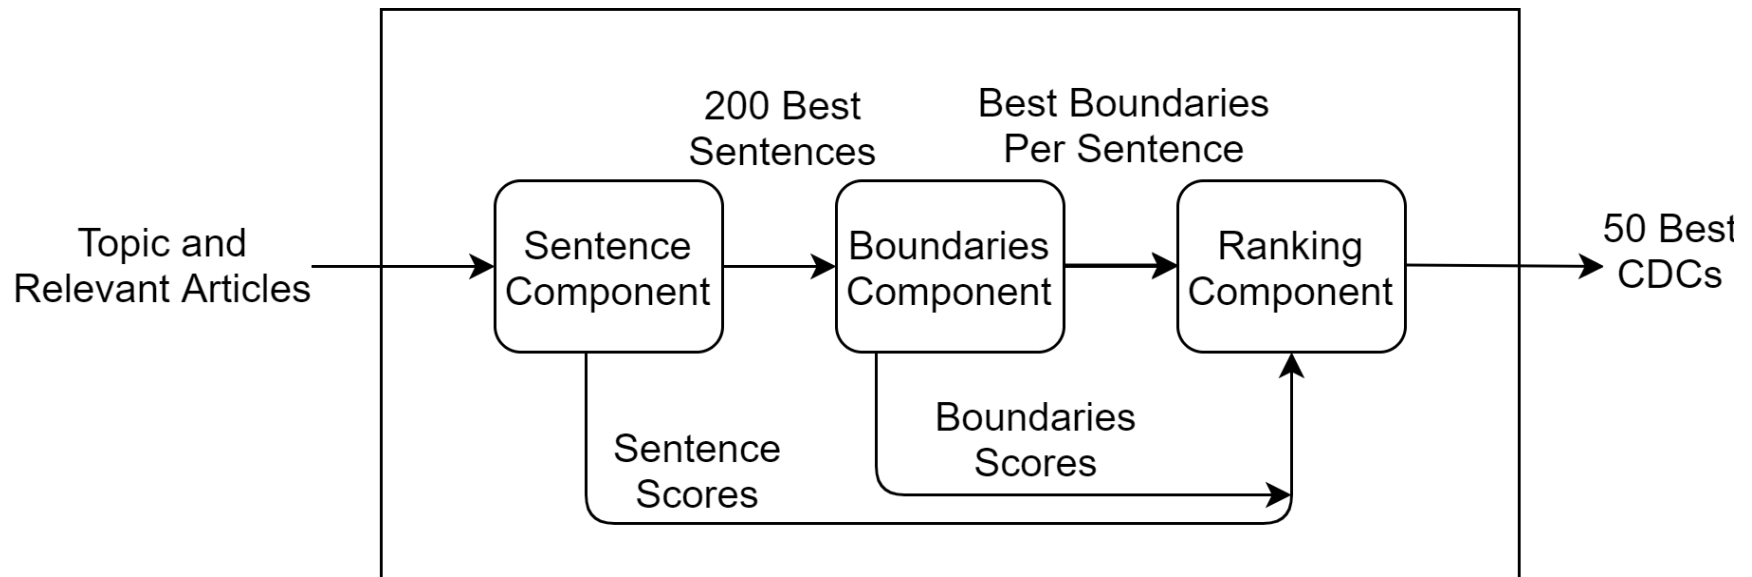 200 Best
Sentences
Best Boundaries
Per Sentence
Topic and
Relevant Articles
Sentence
Component
Boundaries
Component
Ranking
Component
50 Best
CDCs
Sentence
Scores
Boundaries
Scores